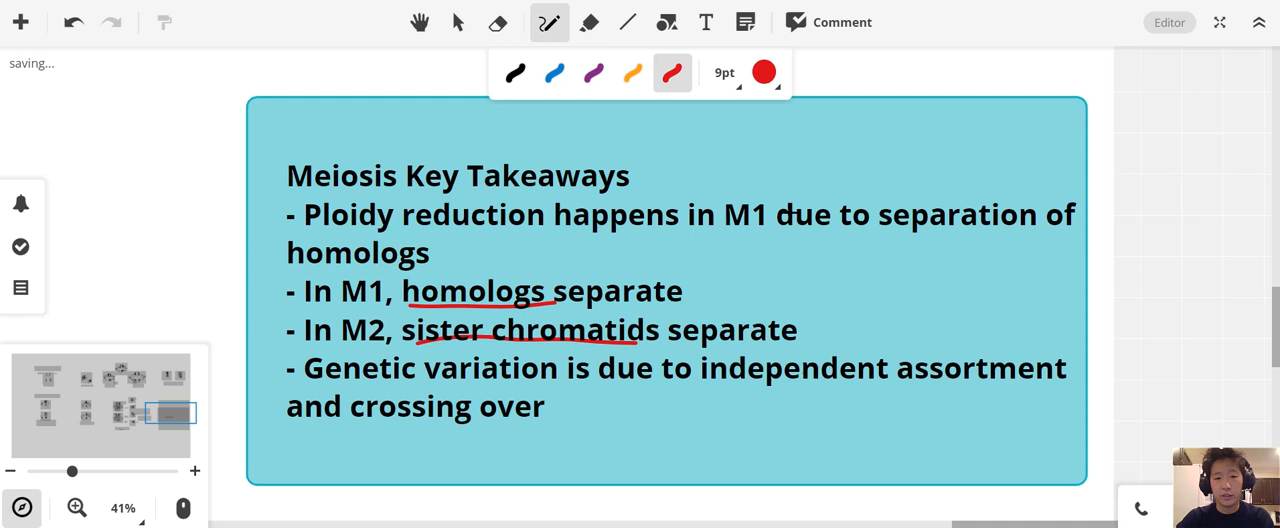 Comment
Editor
saving...
9pt
Meiosis Key Takeaways
- Ploidy reduction happens in M1 due to separation of
homologs
- In M1, homologs separate
- In M2, sister chromatids separate
- Genetic variation is due to independent assortment
and crossing over
41%